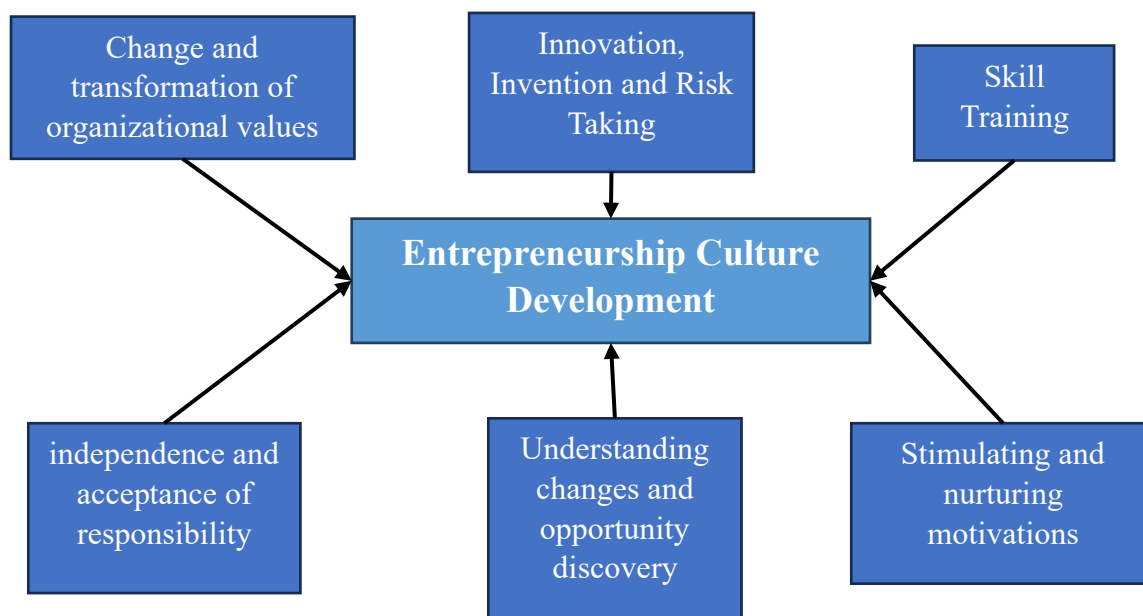 Change and
transformation of
organizational values
Innovation,
Invention and Risk
Taking
Skill
Training
Entrepreneurship Culture
Development
independence and
acceptance of
responsibility
Understanding
changes and
opportunity
discovery
Stimulating and
nurturing
motivations